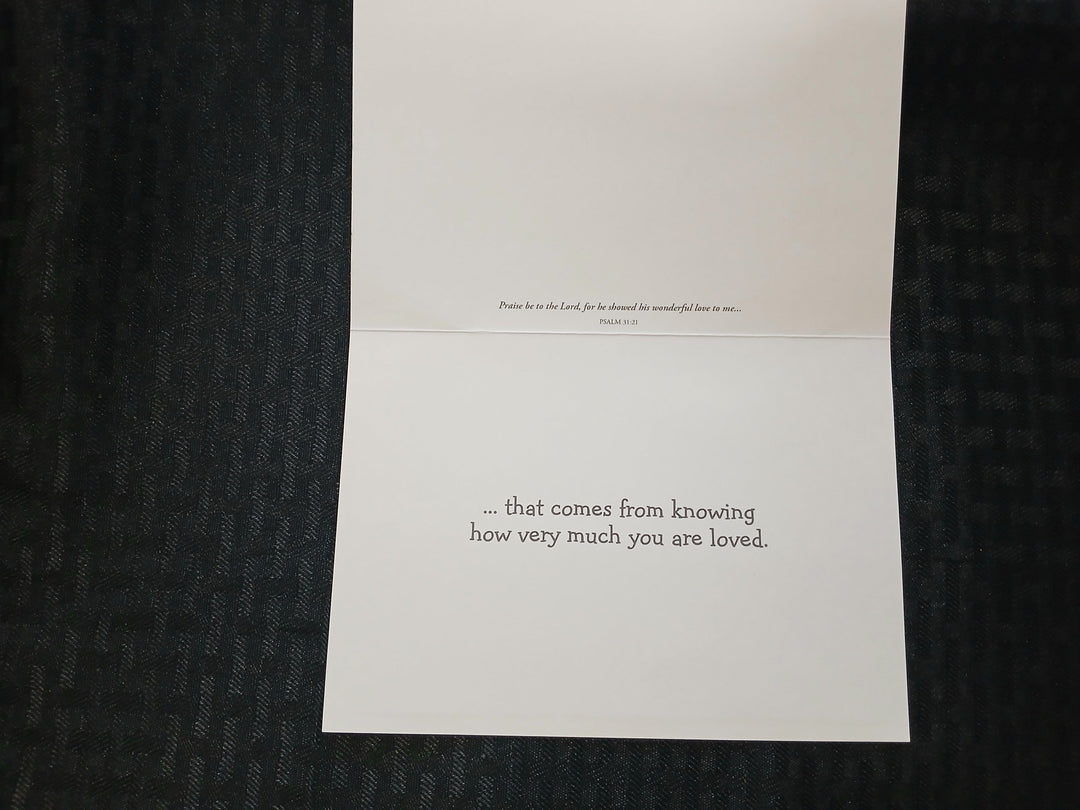 Praise be to the Lord, for he showed his wonderful love to me...
PSALM 31:21
... that comes from knowing
how very much you are loved.